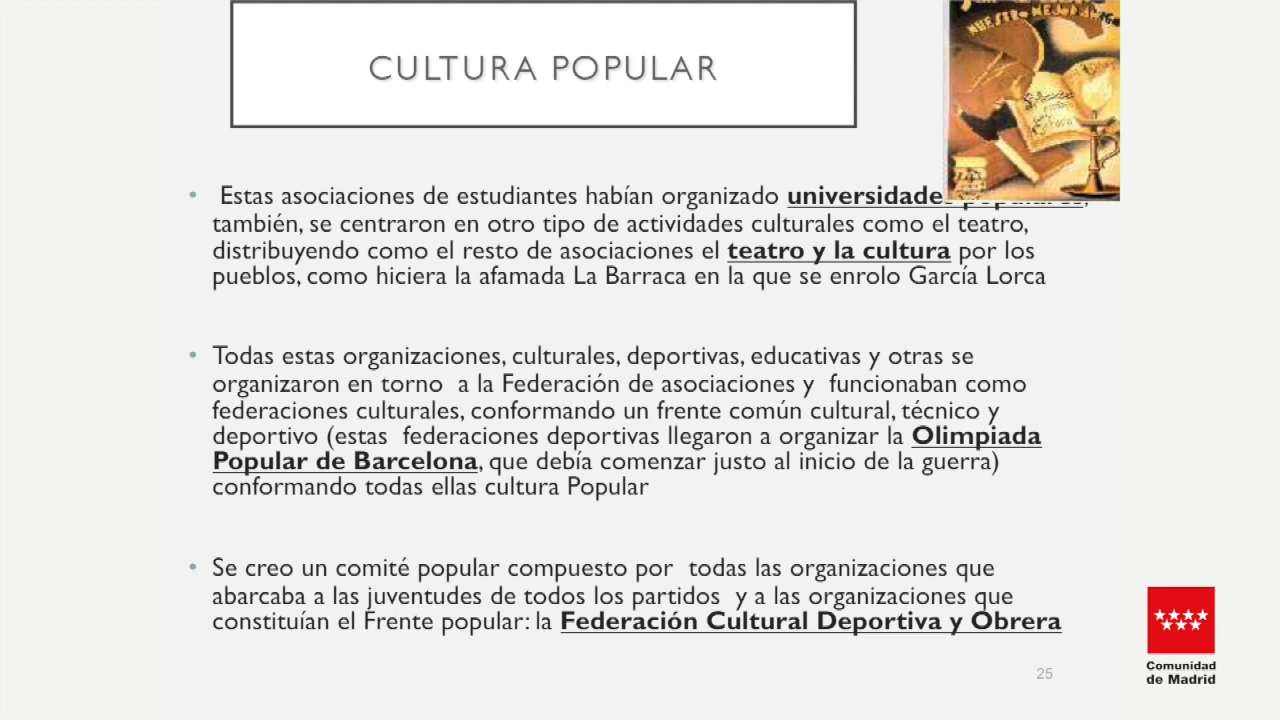 CULTURA POPULAR
NUESTRO MEJOR AMIGO
Estas asociaciones de estudiantes habían organizado universidades populares,
también, se centraron en otro tipo de actividades culturales como el teatro,
distribuyendo como el resto de asociaciones el teatro y la cultura por los
pueblos, como hiciera la afamada La Barraca en la que se enrolo García Lorca
Todas estas organizaciones, culturales, deportivas, educativas y otras se
organizaron en torno a la Federación de asociaciones y funcionaban como
federaciones culturales, conformando un frente común cultural, técnico y
deportivo (estas federaciones deportivas llegaron a organizar la Olimpiada
Popular de Barcelona, que debía comenzar justo al inicio de la guerra)
conformando todas ellas cultura Popular
Se creo un comité popular compuesto por todas las organizaciones que
abarcaba a las juventudes de todos los partidos y a las organizaciones que
constituían el Frente popular: la Federación Cultural Deportiva y Obrera
25
Comunidad
de Madrid